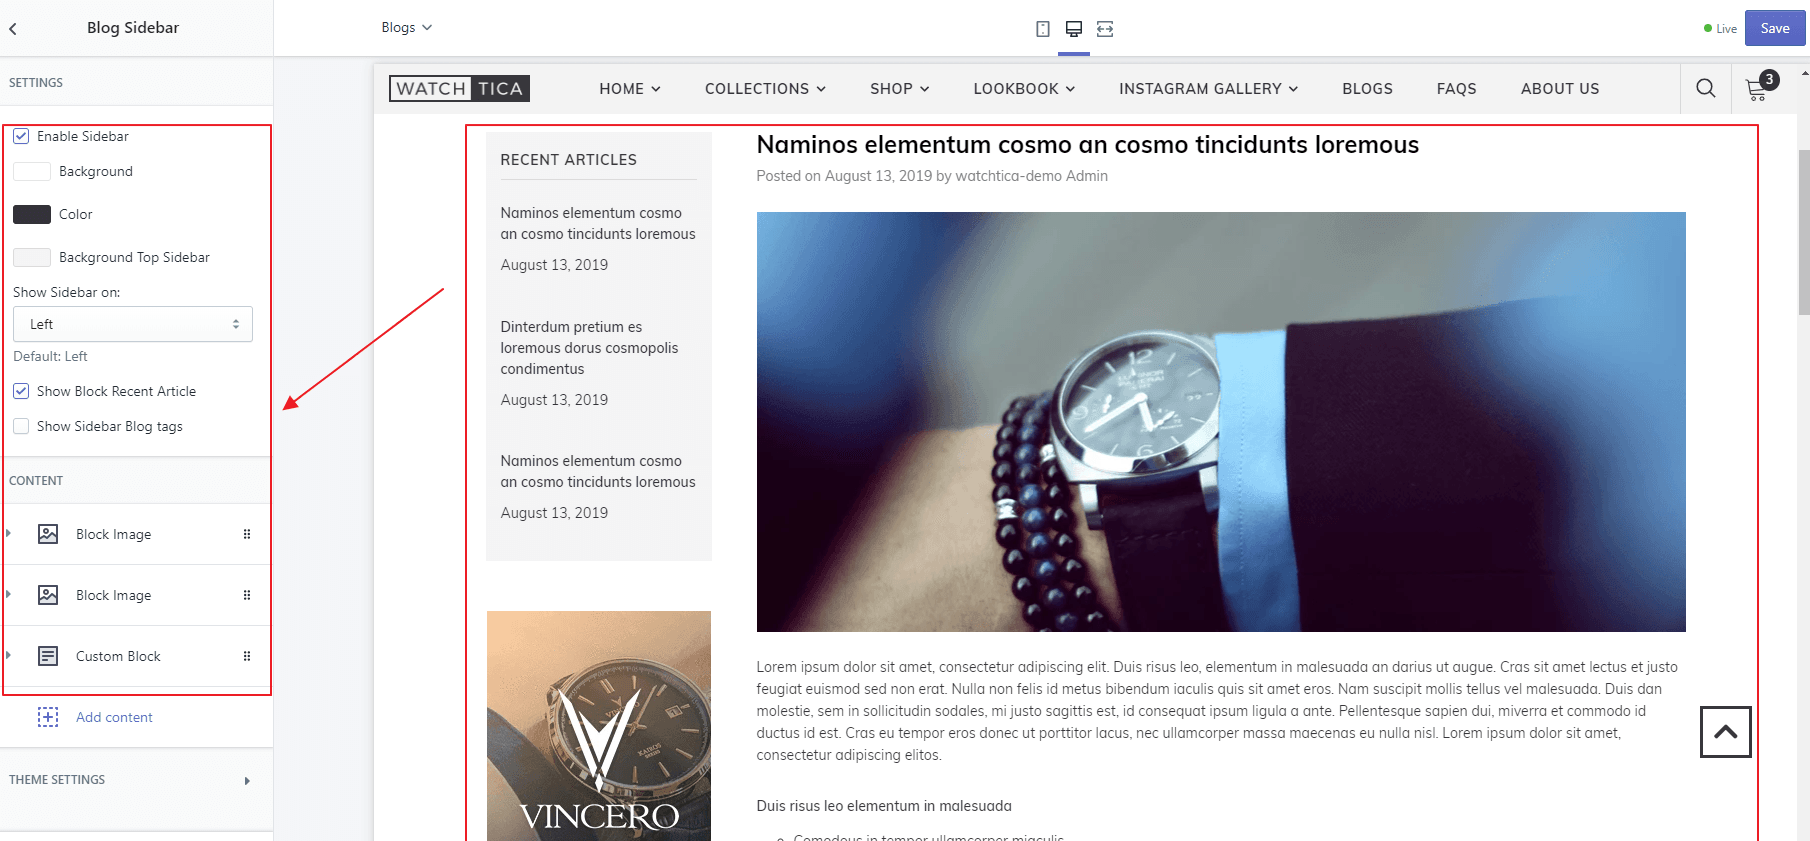 Blog Sidebar
Blogs
Live
Save
SETTINGS
Enable Sidebar
Background
Color
Background Top Sidebar
Show Sidebar on:
Left
Default: Left
Show Block Recent Article
Show Sidebar Blog tags
CONTENT
Block Image
Block Image
Custom Block
Add content
THEME SETTINGS
WATCH TICA
HOME
COLLECTIONS
SHOP
LOOKBOOK
INSTAGRAM GALLERY
BLOGS
FAQS
ABOUT US
3
RECENT ARTICLES
Naminos elementum cosmo
an cosmo tincidunts loremous
August 13, 2019
Dinterdum pretium es
loremous dorus cosmopolis
condimentus
August 13, 2019
Naminos elementum cosmo
an cosmo tincidunts loremous
August 13, 2019
VINCERO
Naminos elementum cosmo an cosmo tincidunts loremous
Posted on August 13, 2019 by watchtica-demo Admin
Lorem ipsum dolor sit amet, consectetur adipiscing elit. Duis risus leo, elementum in malesuada an darius ut augue. Cras sit amet lectus et justo
feugiat euismod sed non erat. Nulla non felis id metus bibendum iaculis quis sit amet eros. Nam suscipit mollis tellus vel malesuada. Duis dan
molestie, sem in sollicitudin sodales, mi justo sagittis est, id consequat ipsum ligula a ante. Pellentesque sapien dui, miverra et commodo id
ductus id est. Cras eu tempor eros donec ut porttitor lacus, nec ullamcorper massa maecenas eu nulla nisl. Lorem ipsum dolor sit amet,
consectetur adipiscing elitos.
Duis risus leo elementum in malesuada
Comodous in tempor ullamcorper miaculis